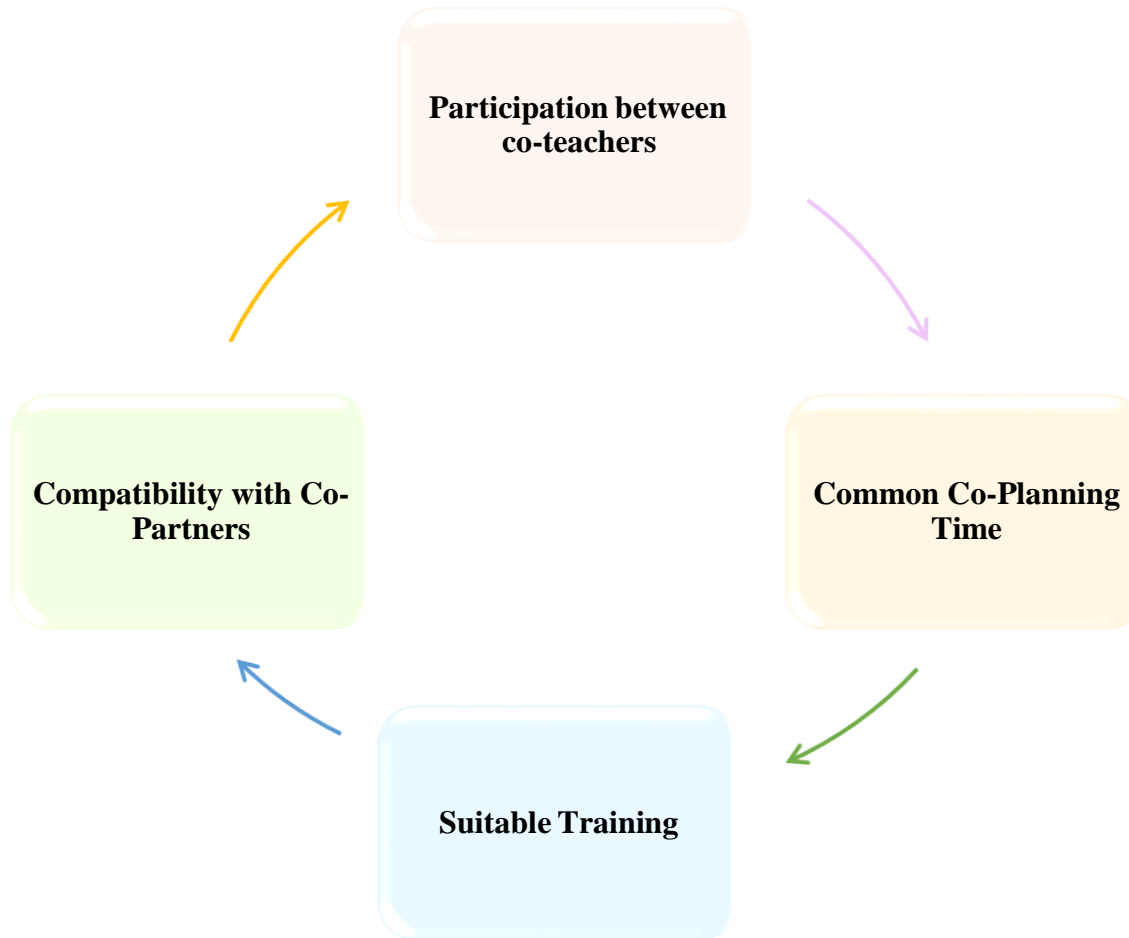 Participation between
co-teachers
Common Co-Planning
Time
Suitable Training
Compatibility with Co-
Partners